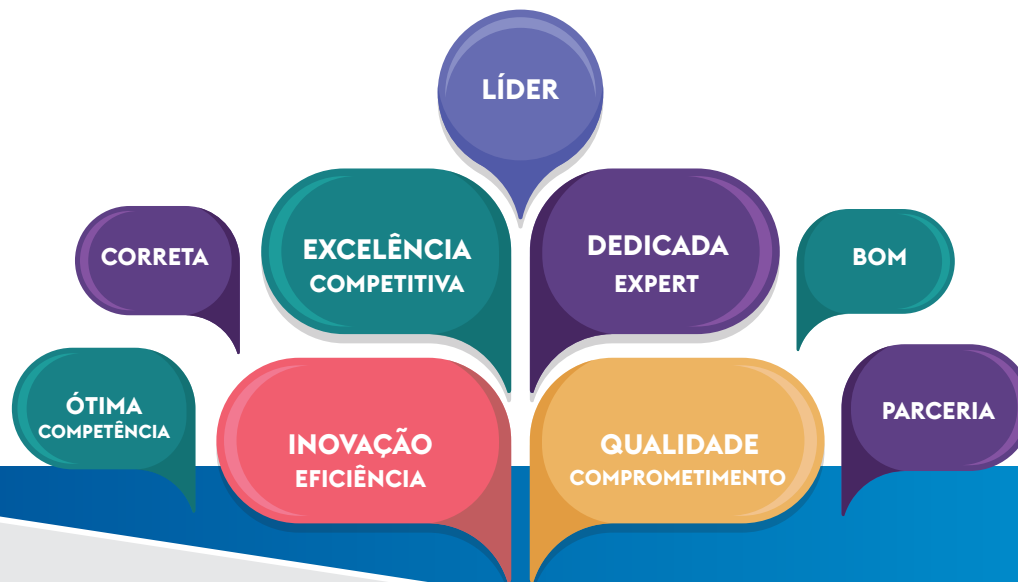 LÍDER
EXCELÊNCIA
COMPETITIVA
DEDICADA
EXPERT
CORRETA
BOM
ÓTIMA
COMPETÊNCIA
INOVAÇÃO
EFICIÊNCIA
QUALIDADE
COMPROMETIMENTO
PARCERIA